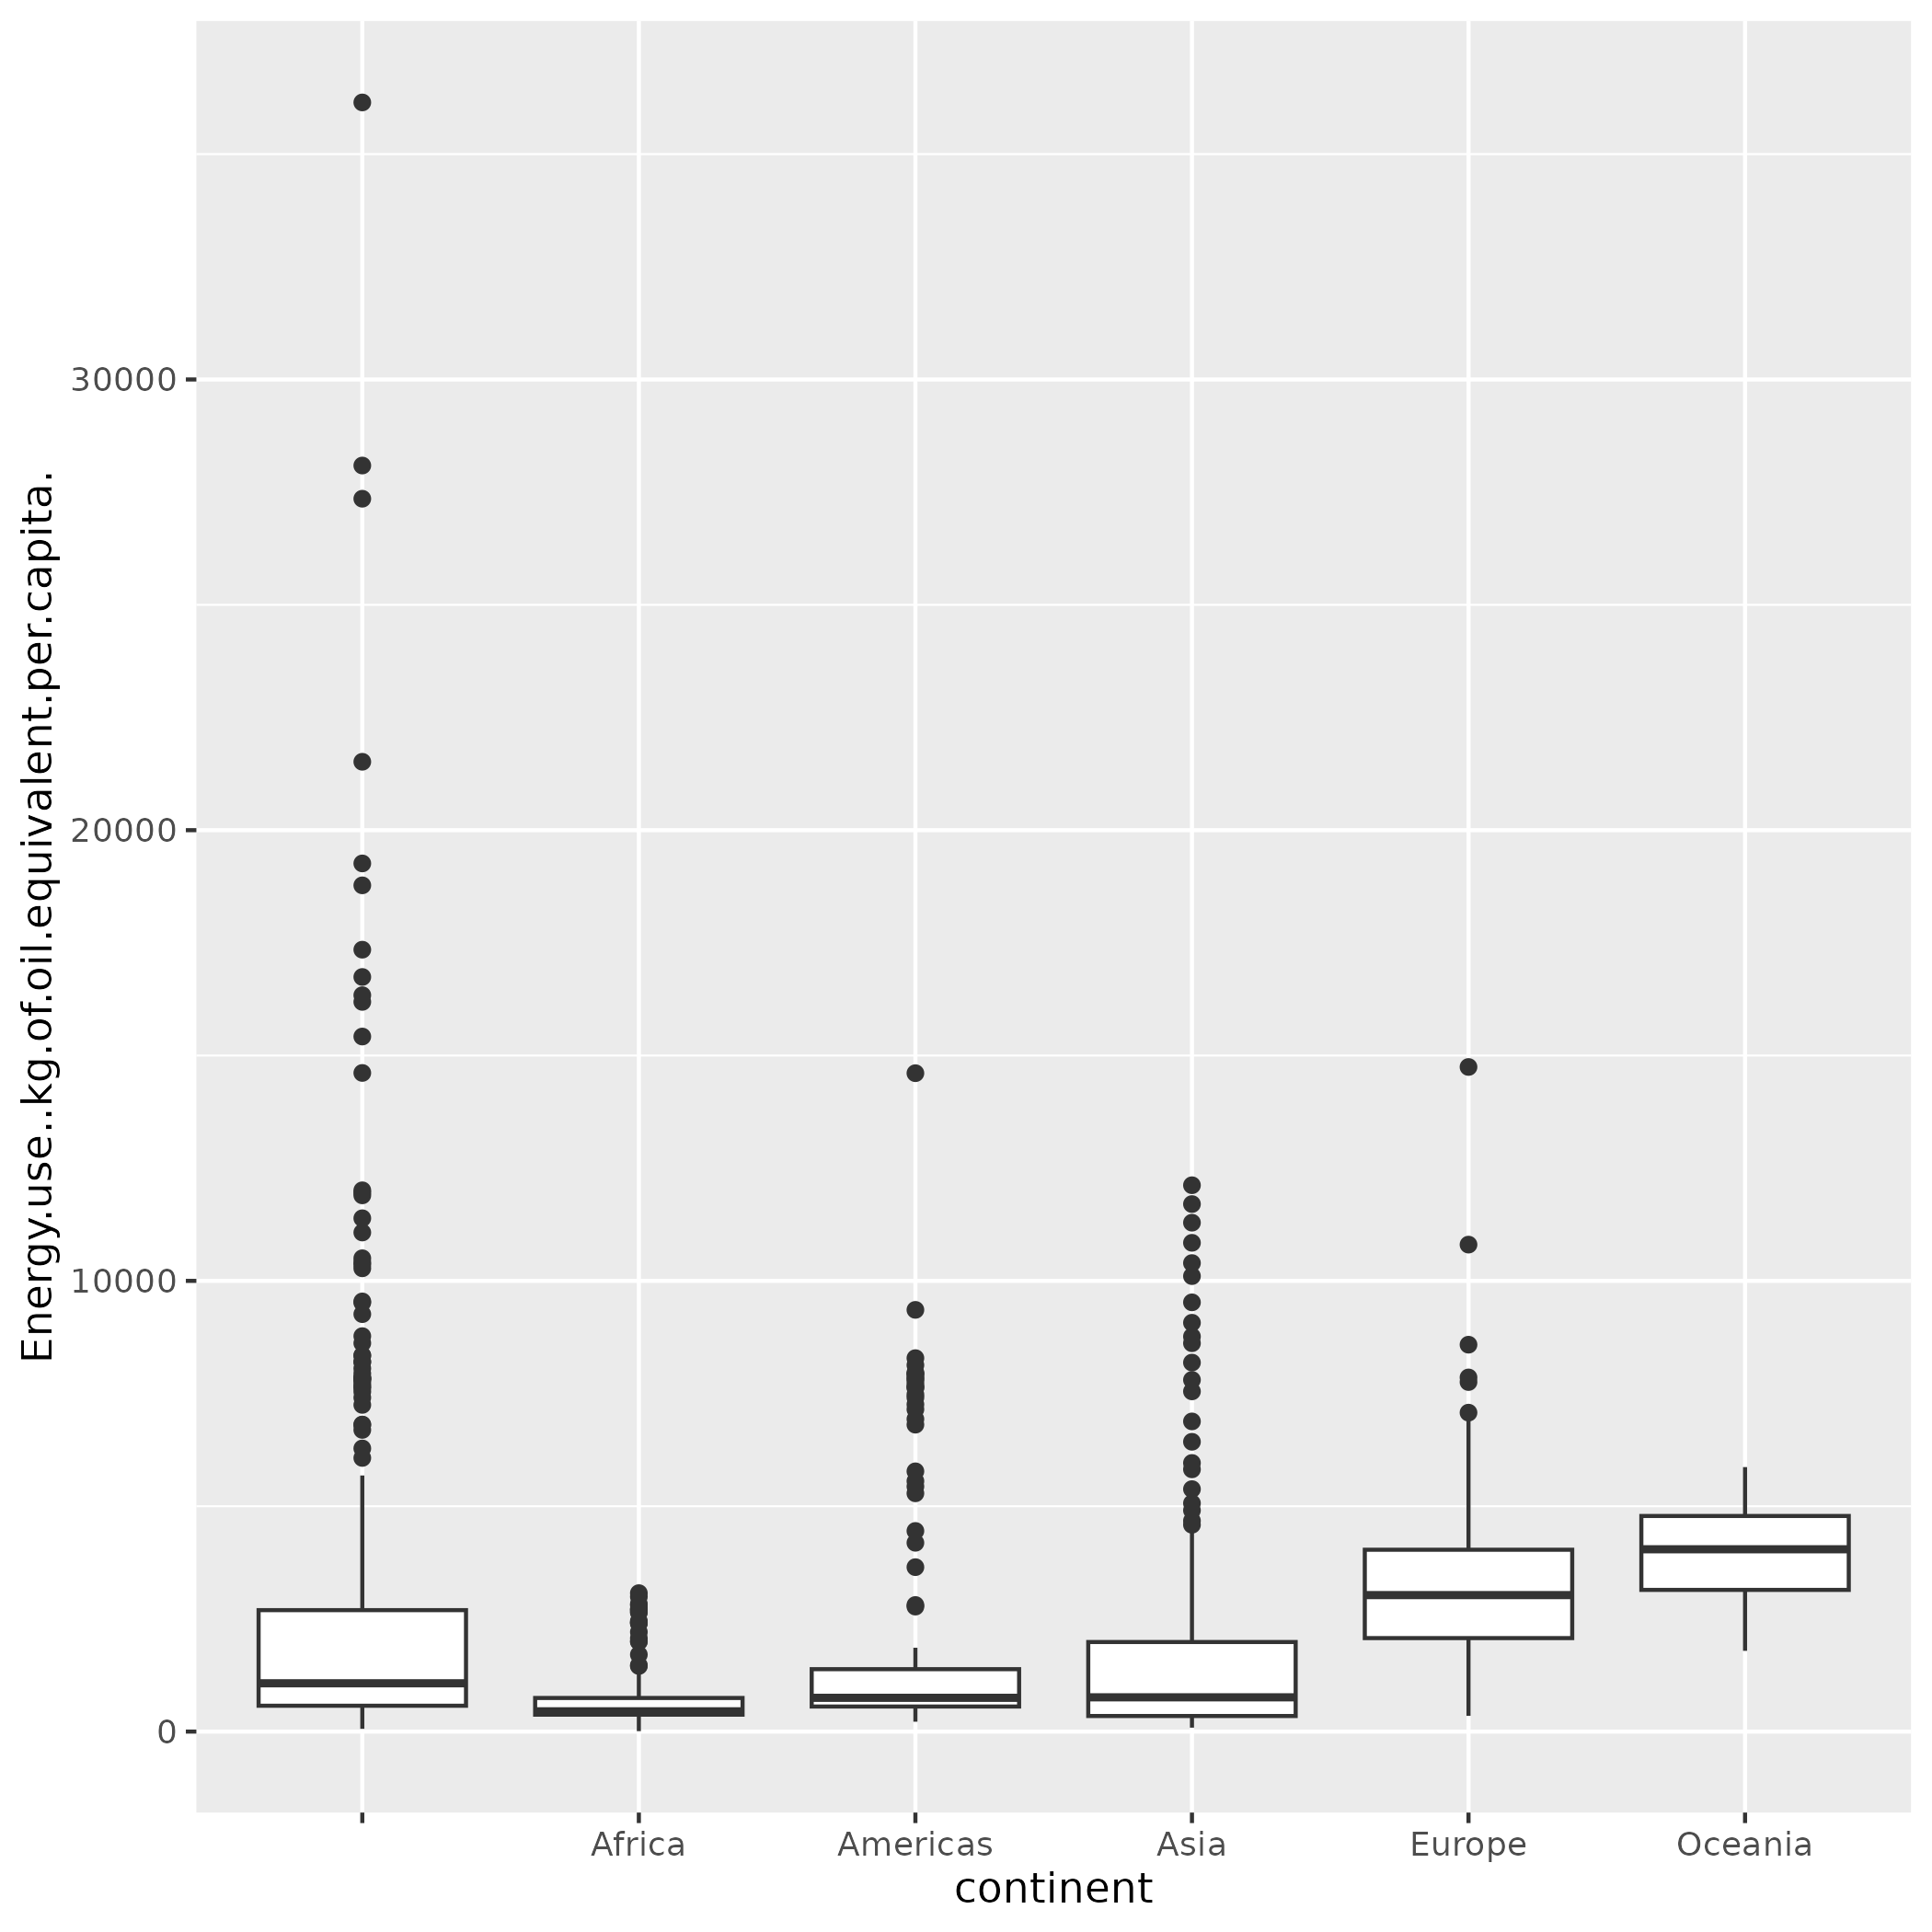 Energy.use..kg.of.oil.equivalent.per.capita.
30000
20000
10000
0
Africa
Americas
Asia
Europe
Oceania
continent